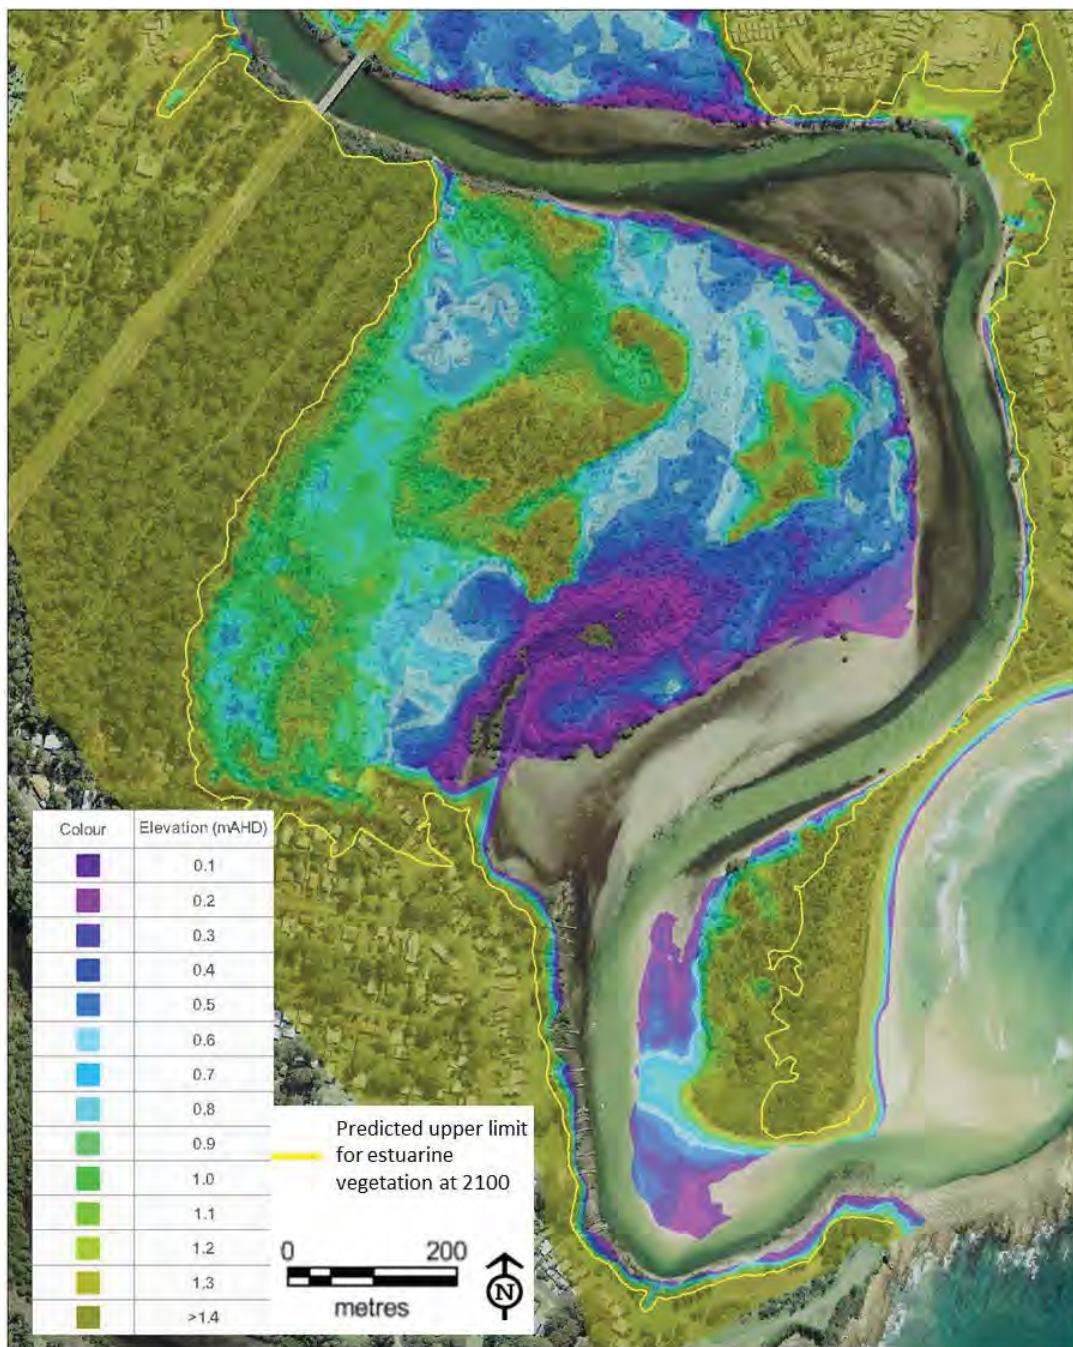 Colour Elevation (mAHD)
0.1
0.2
0.3
0.4
0.5
0.6
0.7
0.8
0.9
1.0
1.1
1.2
1.3
>1.4
Predicted upper limit
for estuarine
vegetation at 2100
0 200
metres
N